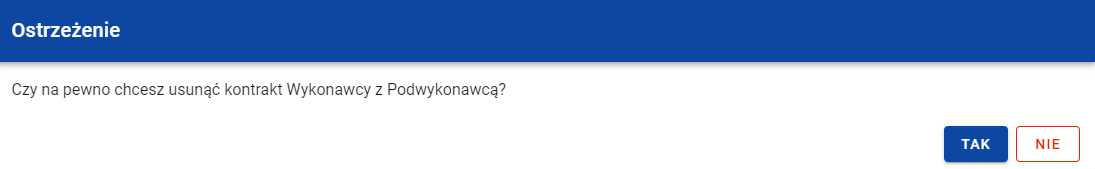 Ostrzeżenie
Czy na pewno chcesz usunąć kontrakt Wykonawcy z Podwykonawcą?
TAK NIE